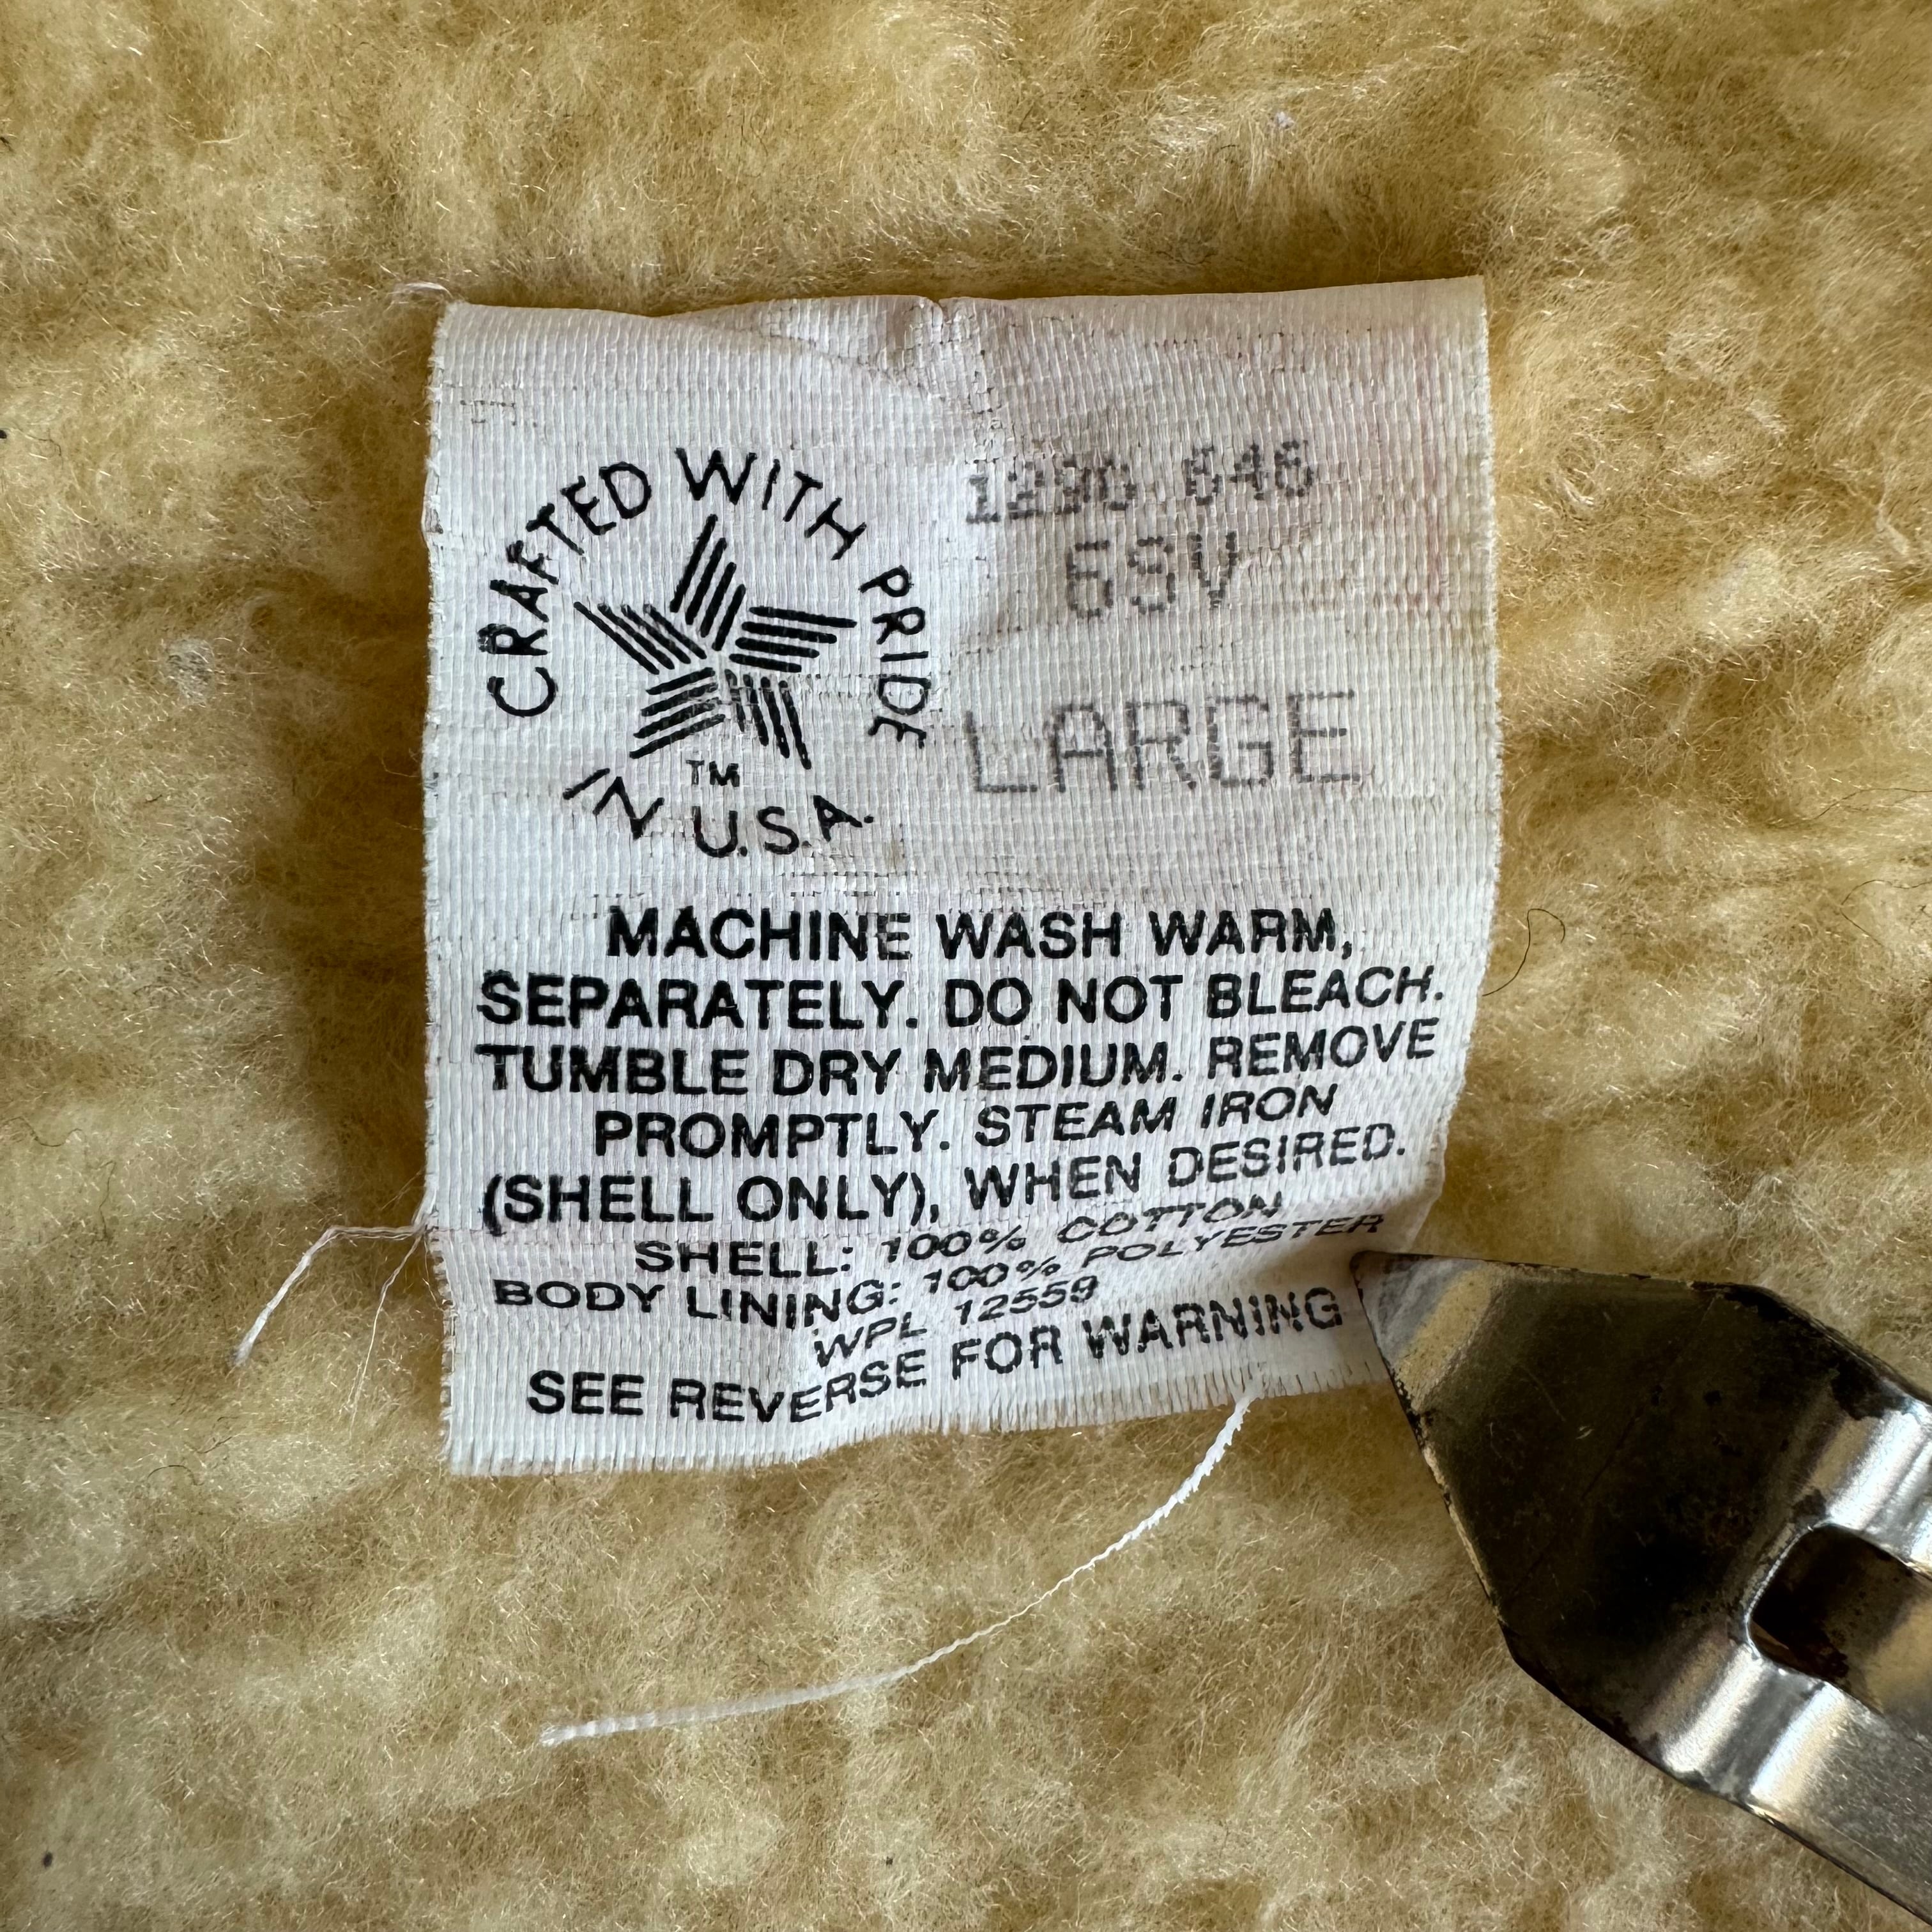 CRAFTED WITH PRIDE
TM
IN U.S.A.
6SV
LARGE
MACHINE WASH WARM,
SEPARATELY. DO NOT BLEACH.
TUMBLE DRY MEDIUM. REMOVE
PROMPTLY. STEAM IRON
(SHELL ONLY), WHEN DESIRED.
SHELL: 100% COTTON
BODY LINING: 100% POLYESTER
WPL 12559
SEE REVERSE FOR WARNING